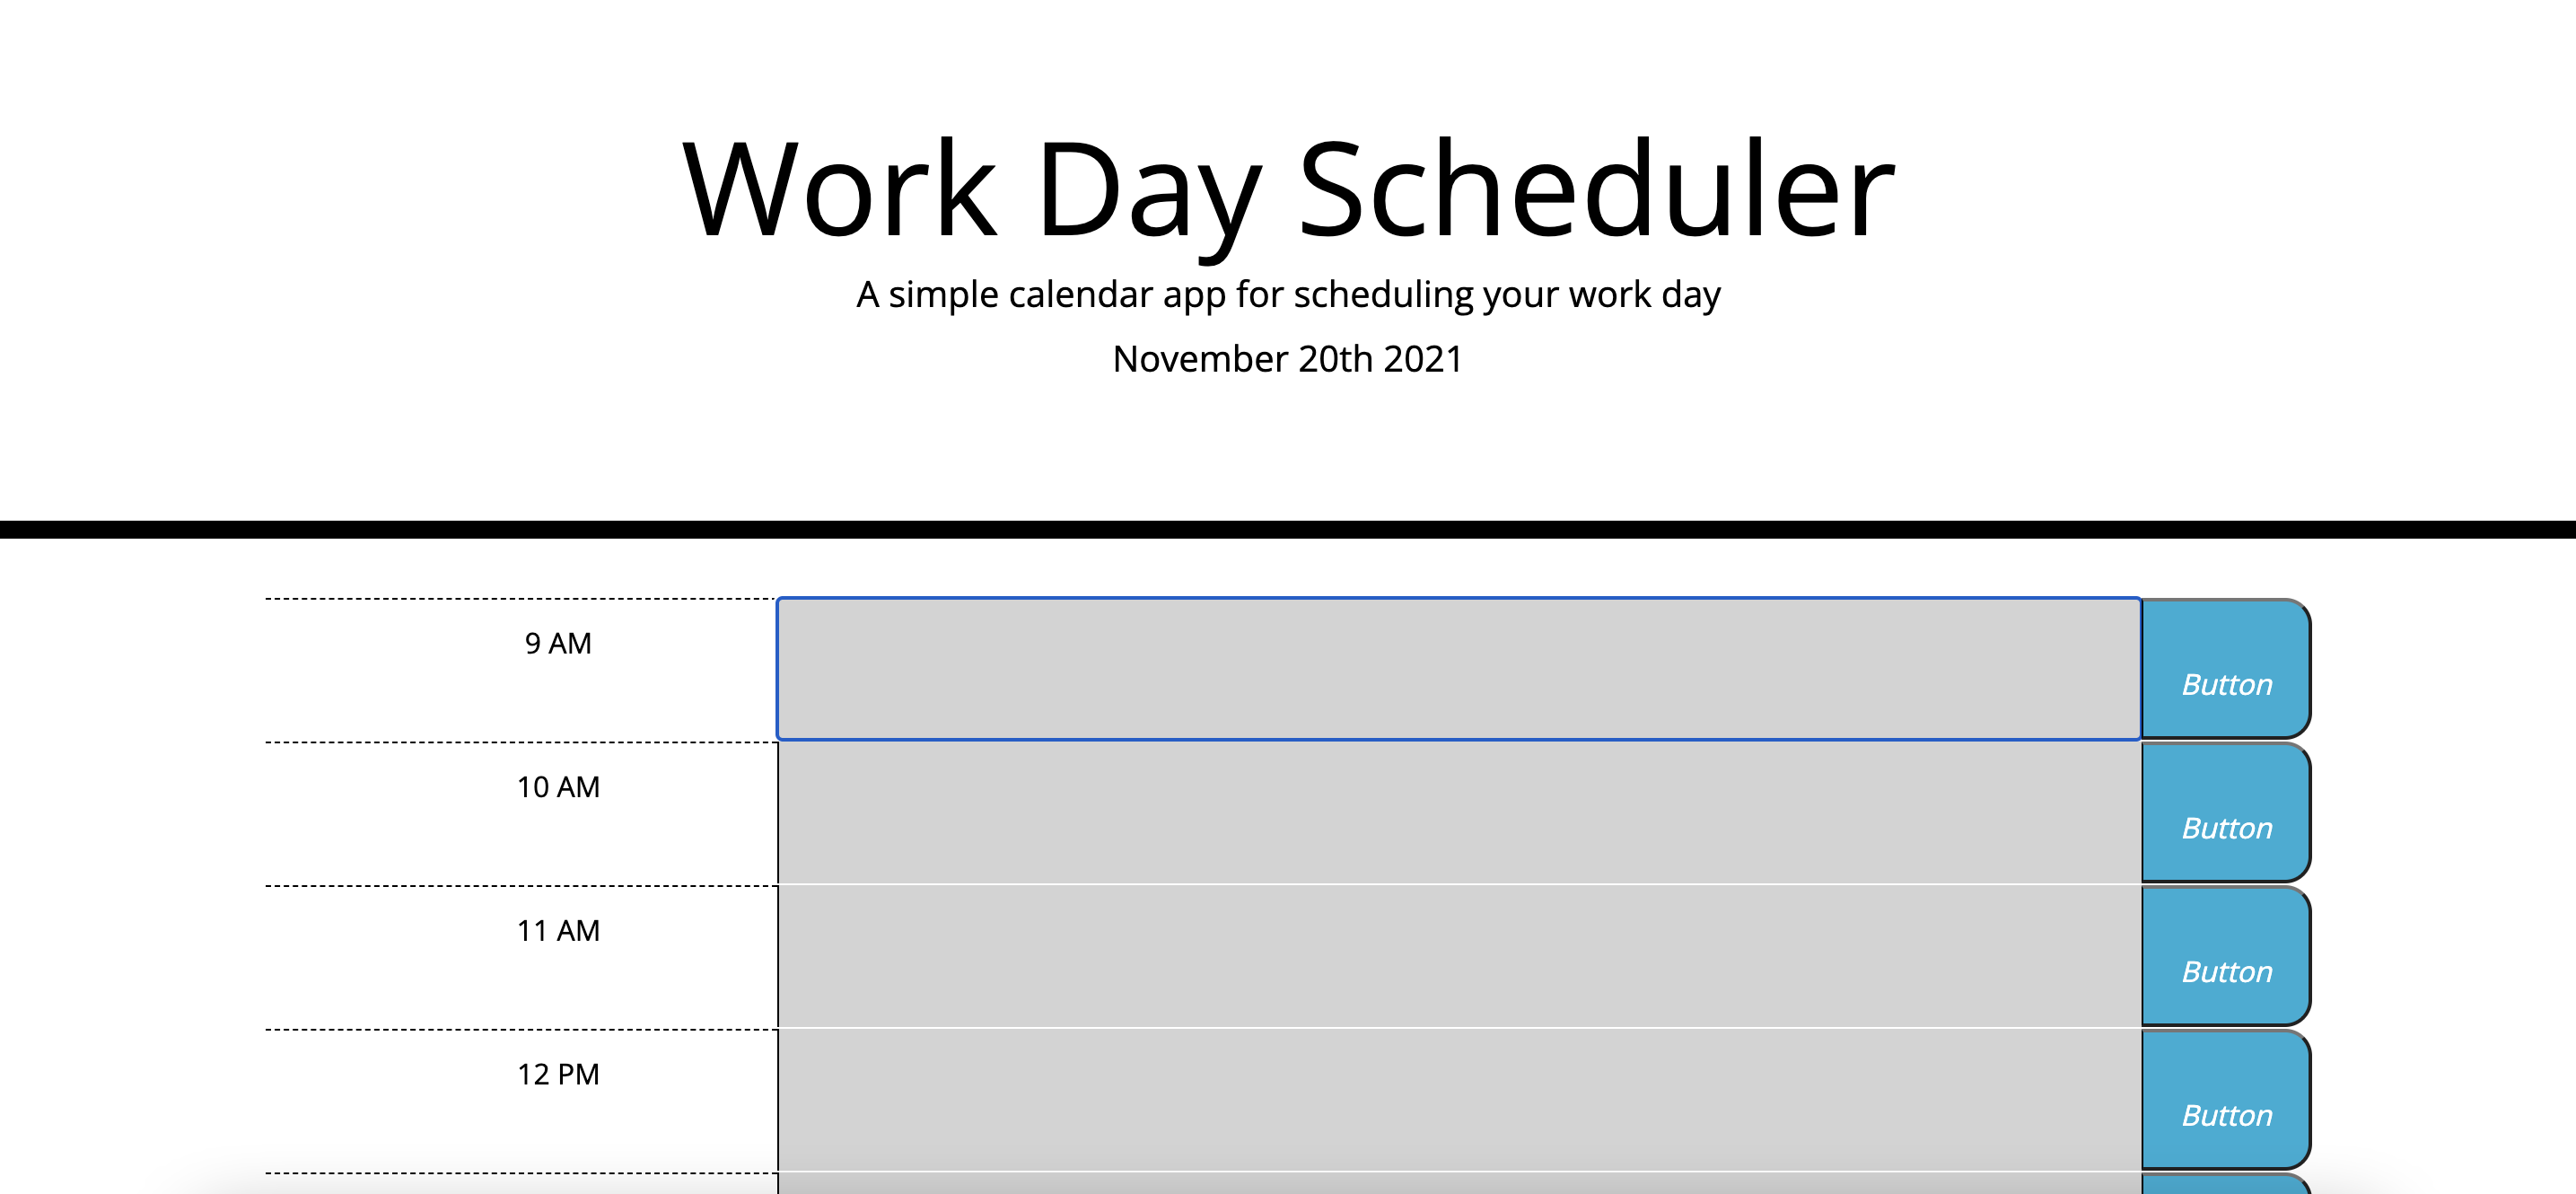 Work Day Scheduler
A simple calendar app for scheduling your work day
November 20th 2021
9 AM
Button
10 AM
Button
11 AM
Button
12 PM
Button